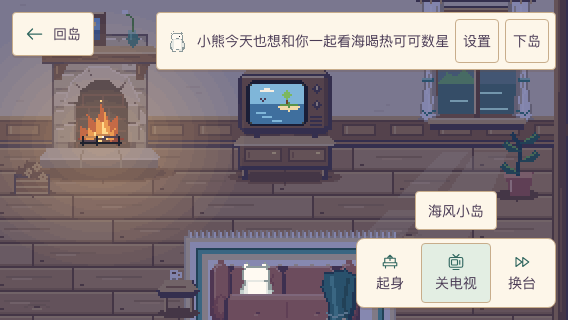 回岛
小熊今天也想和你一起看海喝热可可数星
设置
下岛
海风小岛
起身
关电视
换台